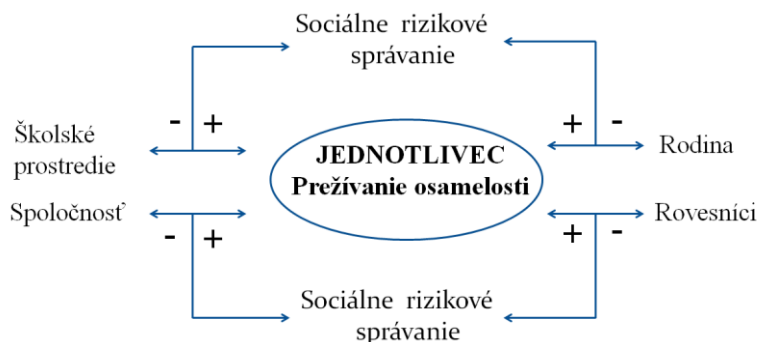 Sociálne rizikové
správanie
- +
+ -
Školské
prostredie
JEDNOTLIVEC
Prežívanie osamelosti
Rodina
Spoločnosť
Rovesníci
- +
+ -
Sociálne rizikové
správanie